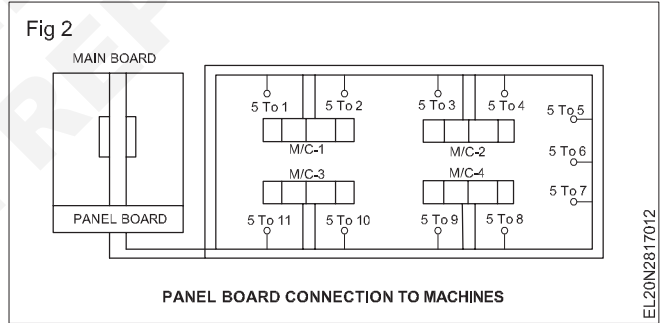 Fig 2
MAIN BOARD
PANEL BOARD
5 To 1
5 To 2
5 To 3
5 To 4
5 To 5
M/C-1
M/C-2
5 To 6
M/C-3
M/C-4
5 To 7
5 To 11
5 To 10
5 To 9
5 To 8
PANEL BOARD CONNECTION TO MACHINES
EL20N2817012